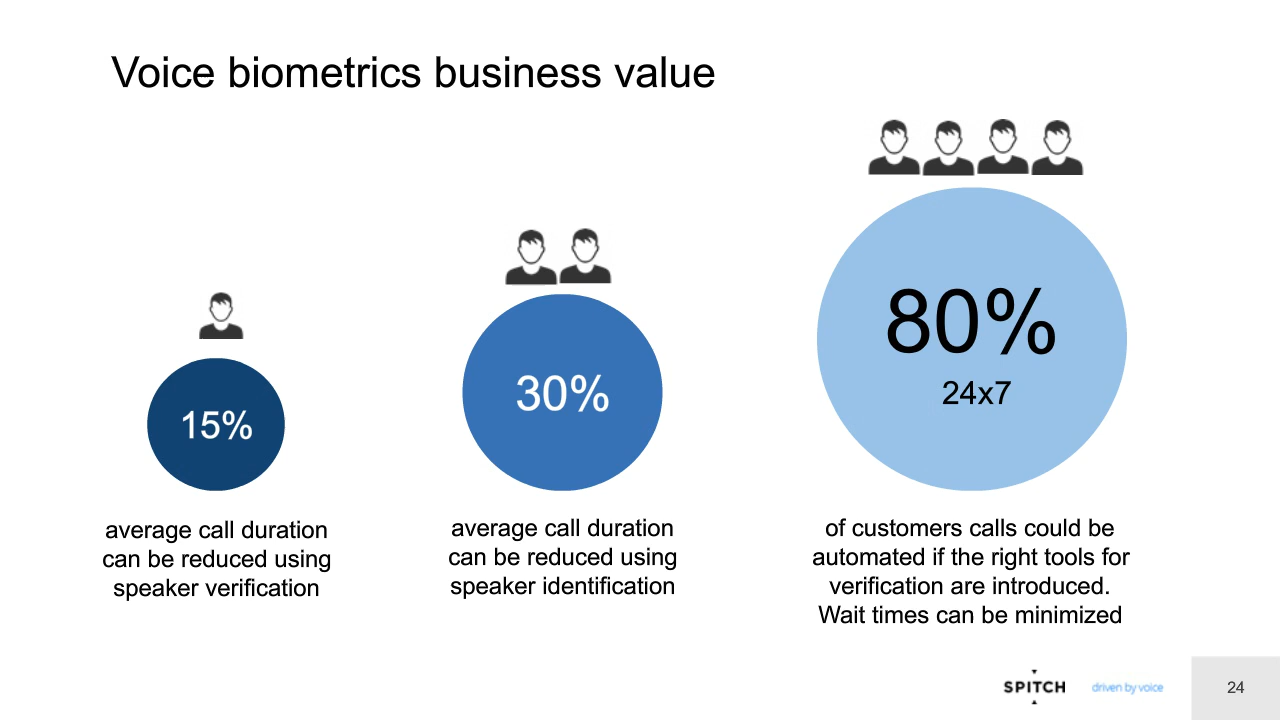 Voice biometrics business value
15%
average call duration
can be reduced using
speaker verification
30%
average call duration
can be reduced using
speaker identification
80%
24x7
of customers calls could be
automated if the right tools for
verification are introduced.
Wait times can be minimized
SPITCH
driven by voice
24